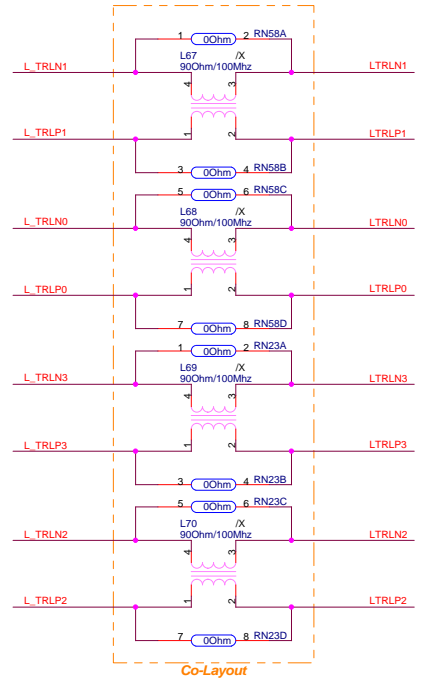 1 0Ohm 2 RN58A
L67 /X
L_TRLN1 90Ohm/100Mhz LTRLN1
4 3
L_TRLP1 1 2 LTRLP1
3 0Ohm 4 RN58B
5 0Ohm 6 RN58C
L68 /X
L_TRLN0 90Ohm/100Mhz LTRLN0
4 3
L_TRLP0 1 2 LTRLP0
7 0Ohm 8 RN58D
1 0Ohm 2 RN23A
L69 /X
L_TRLN3 90Ohm/100Mhz LTRLN3
4 3
L_TRLP3 1 2 LTRLP3
3 0Ohm 4 RN23B
5 0Ohm 6 RN23C
L70 /X
L_TRLN2 90Ohm/100Mhz LTRLN2
4 3
L_TRLP2 1 2 LTRLP2
7 0Ohm 8 RN23D
Co-Layout